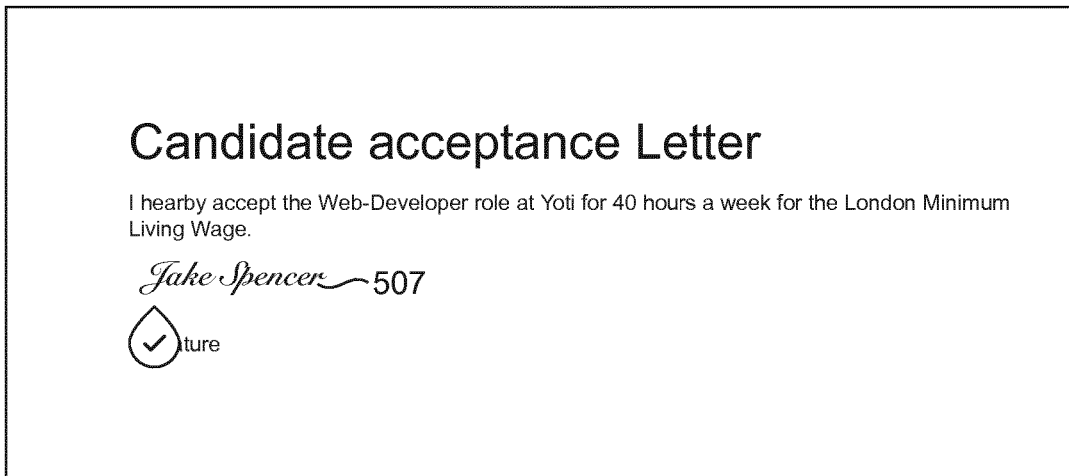 Candidate acceptance Letter
I hearby accept the Web-Developer role at Yoti for 40 hours a week for the London Minimum
Living Wage.
Jake Spencer 507
ture